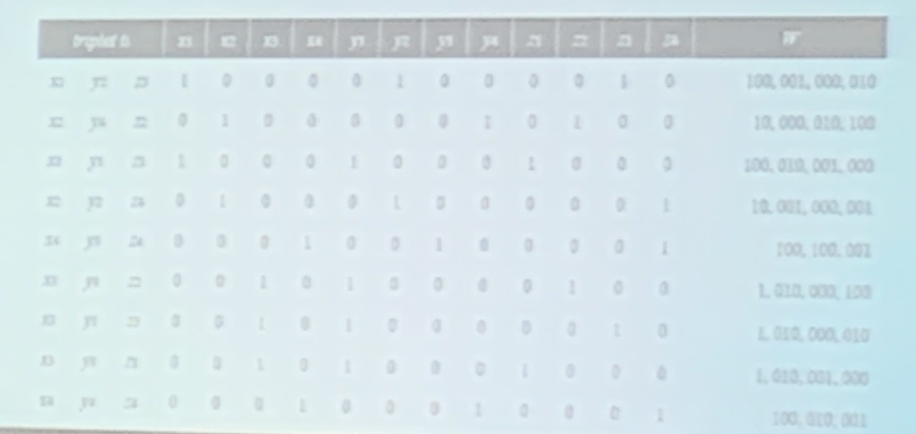 triplet ti x1 x2 x3 x4 y1 y2 y3 y4 z1 z2 z3 z4 W
x1 y2 z3 1 0 0 0 0 1 0 0 0 0 1 0 100, 001, 000, 010
x2 y4 z2 0 1 0 0 0 0 0 1 0 1 0 0 10, 000, 010, 100
y1 z1 1 0 0 0 1 0 0 0 1 0 0 0 100, 010, 001, 000
x2 y2 z4 0 1 0 0 0 1 0 0 0 0 0 1 10, 001, 000, 001
x4 y3 z4 0 0 0 1 0 0 1 0 0 0 0 1 100, 100, 001
x3 y1 z2 0 0 1 0 1 0 0 0 0 1 0 0 1, 010, 000, 100
x3 y1 z3 0 0 1 0 1 0 0 0 0 0 1 0 1, 010, 000, 010
x3 y1 z1 0 0 1 0 1 0 0 0 1 0 0 0 1, 010, 001, 000
x4 y4 z4 0 0 0 1 0 0 0 1 0 0 0 1 100, 010, 001